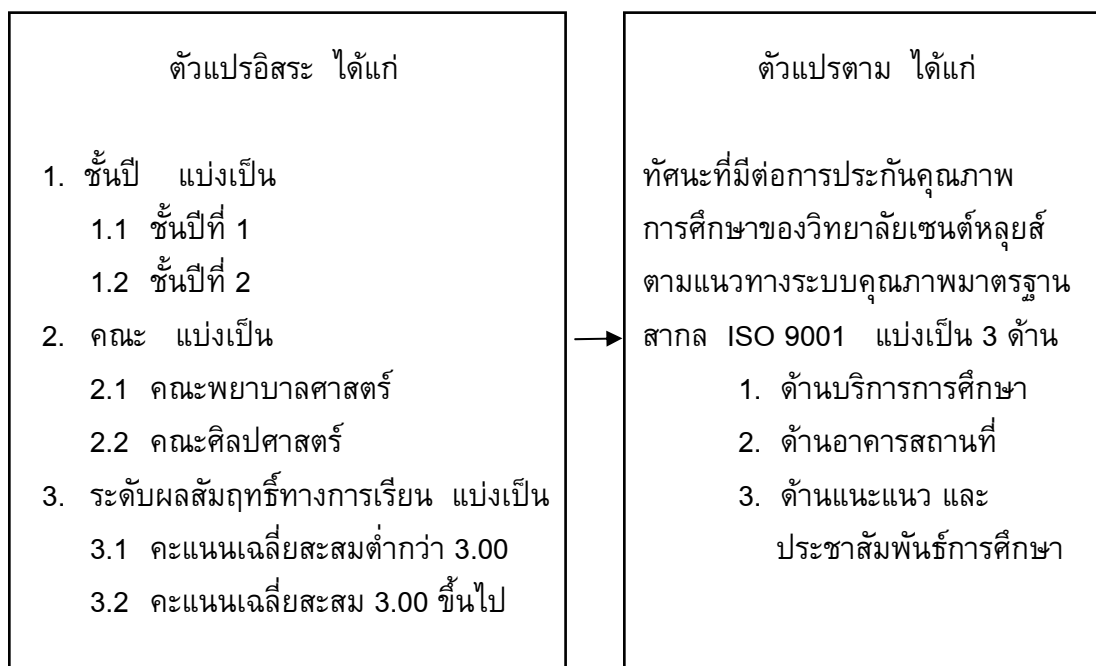 ตัวแปรอิสระ ได้แก่
1. ชั้นปี แบ่งเป็น
1.1 ชั้นปีที่ 1
1.2 ชั้นปีที่ 2
2. คณะ แบ่งเป็น
2.1 คณะพยาบาลศาสตร์
2.2 คณะศิลปศาสตร์
3. ระดับผลสัมฤทธิ์ทางการเรียน แบ่งเป็น
3.1 คะแนนเฉลี่ยสะสมต่ำกว่า 3.00
3.2 คะแนนเฉลี่ยสะสม 3.00 ขึ้นไป
ตัวแปรตาม ได้แก่
ทัศนะที่มีต่อการประกันคุณภาพ
การศึกษาของวิทยาลัยเซนต์หลุยส์
ตามแนวทางระบบคุณภาพมาตรฐาน
สากล ISO 9001 แบ่งเป็น 3 ด้าน
1. ด้านบริการการศึกษา
2. ด้านอาคารสถานที่
3. ด้านแนะแนว และ
ประชาสัมพันธ์การศึกษา